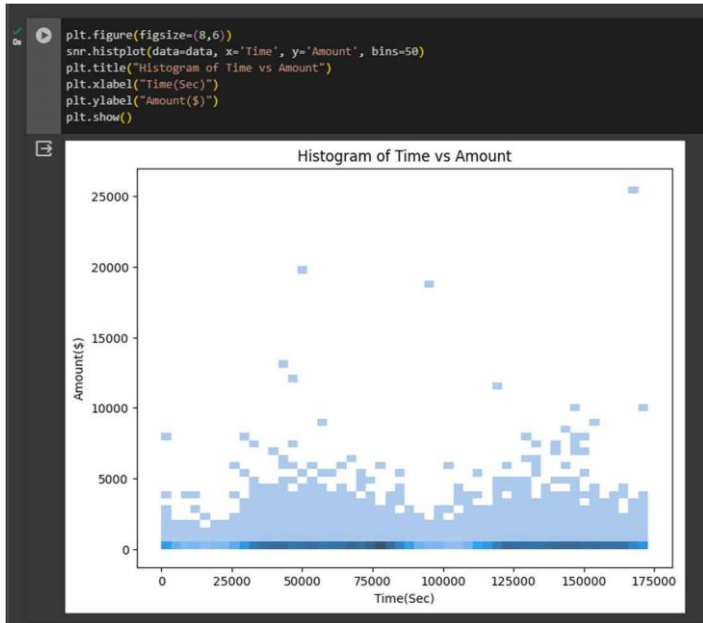 0s
plt.figure(figsize=(8,6))
snr.histplot(data=data, x='Time', y='Amount', bins=50)
plt.title("Histogram of Time vs Amount")
plt.xlabel("Time(Sec)")
plt.ylabel("Amount($)")
plt.show()
Histogram of Time vs Amount
25000
20000
15000
10000
5000
0
Amount($)
0 25000 50000 75000 100000 125000 150000 175000
Time(Sec)